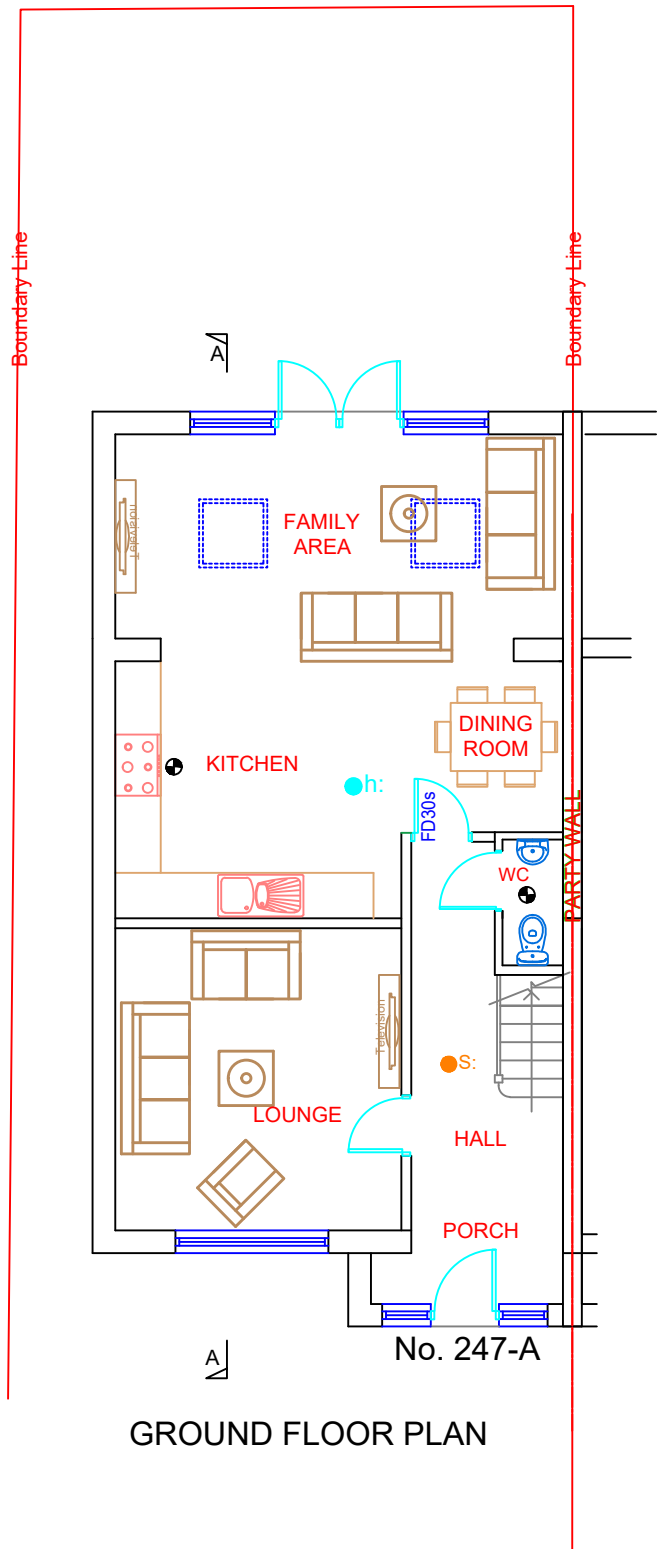 Boundary Line
Boundary Line
A
FAMILY
AREA
Television
DINING
ROOM
KITCHEN
h:
FD30s
PARTY WALL
WC
Television
S:
LOUNGE
HALL
PORCH
No. 247-A
A
GROUND FLOOR PLAN